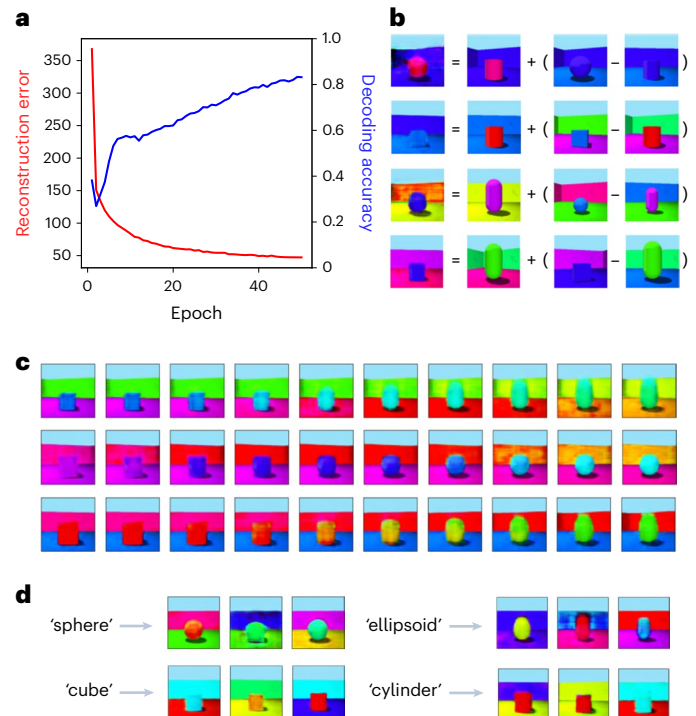 a
350
300
250
200
150
100
50
Reconstruction error
1.0
0.8
0.6
0.4
0.2
0
Decoding accuracy
0 20 40
Epoch
b
= + ( – )
= + ( – )
= + ( – )
= + ( – )
c
d
'sphere'
'ellipsoid'
'cube'
'cylinder'